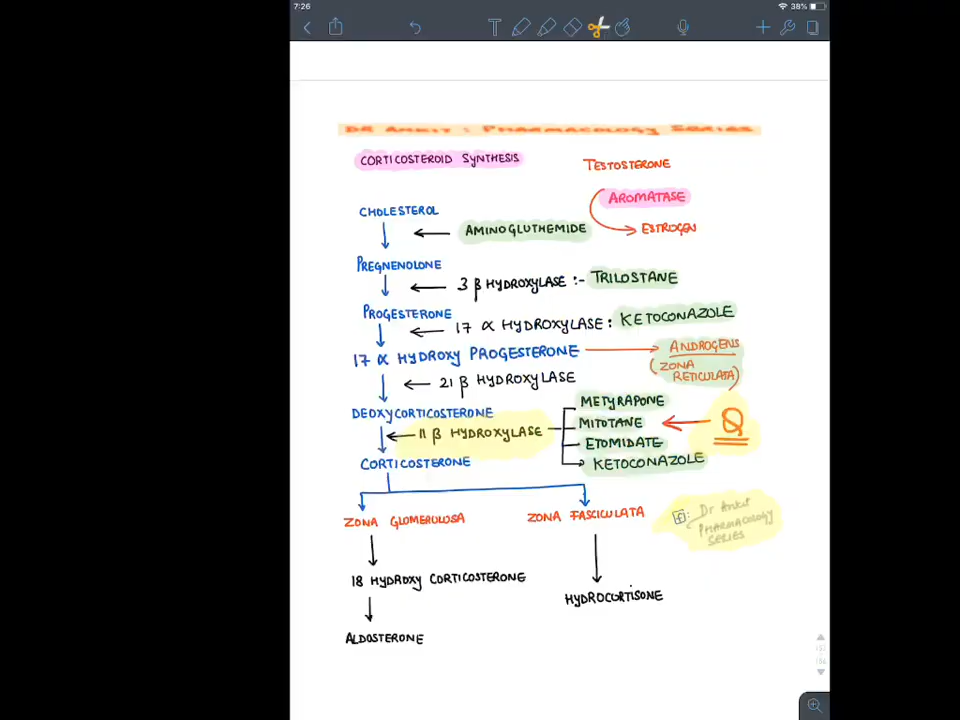 7:26
38%
DR ANKIT : PHARMACOLOGY SERIES
CORTICOSTEROID SYNTHESIS
TESTOSTERONE
AROMATASE
ESTROGEN
CHOLESTEROL
AMINOGLUTHEMIDE
PREGNENOLONE
3 β HYDROXYLASE :- TRILOSTANE
PROGESTERONE
17 α HYDROXYLASE : KETOCONAZOLE
17 α HYDROXY PROGESTERONE
ANDROGENS
(ZONA
RETICULATA)
21 β HYDROXYLASE
DEOXYCORTICOSTERONE
11 β HYDROXYLASE
METYRAPONE
MITOTANE
ETOMIDATE
KETOCONAZOLE
Q
CORTICOSTERONE
ZONA GLOMERULOSA
ZONA FASCICULATA
Dr Ankit
PHARMACOLOGY
SERIES
18 HYDROXY CORTICOSTERONE
HYDROCORTISONE
ALDOSTERONE